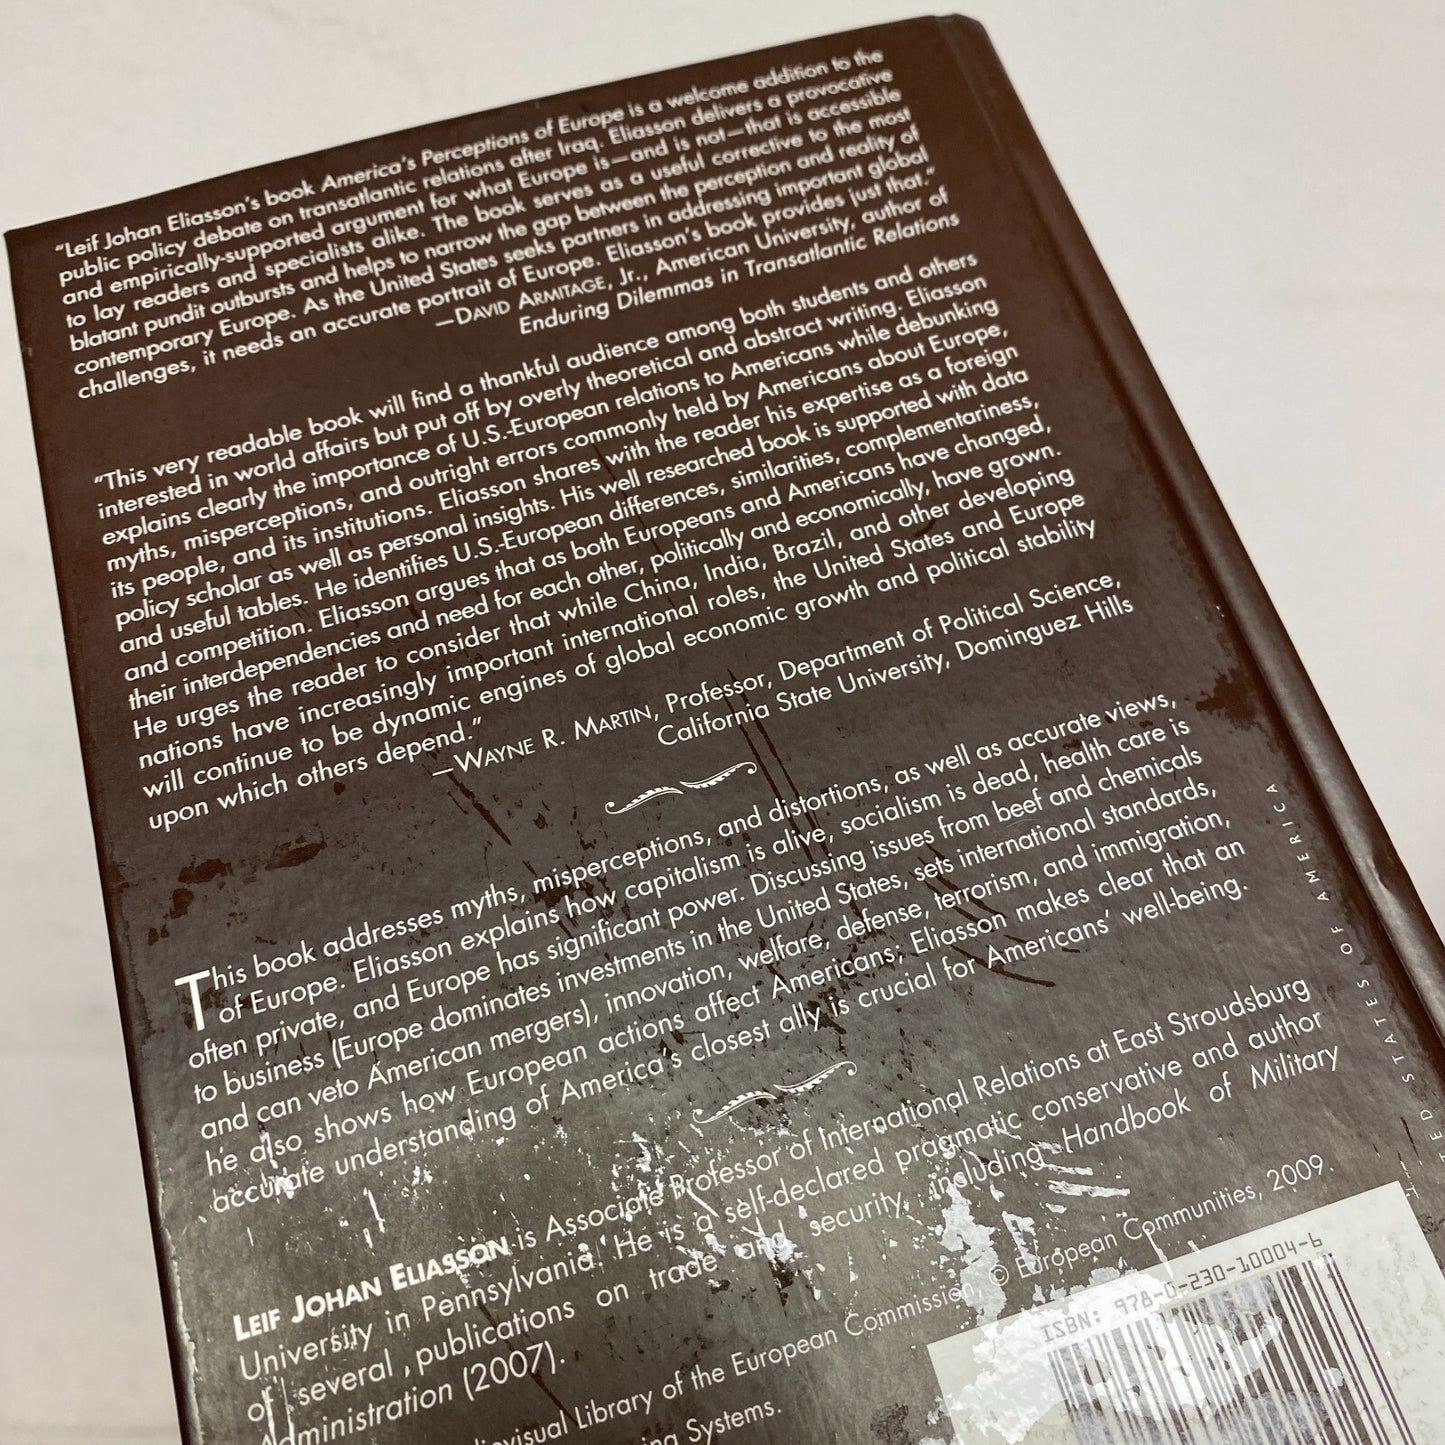 "Leif Johan Eliasson's book America's Perceptions of Europe is a welcome addition to the
public policy debate on transatlantic relations after Iraq. Eliasson delivers a provocative
and empirically-supported argument for what Europe is—and is not—that is accessible
to lay readers and specialists alike. The book serves as a useful corrective to the most
blatant pundit outbursts and helps to narrow the gap between the perception and reality of
contemporary Europe. As the United States seeks partners in addressing important global
challenges, it needs an accurate portrait of Europe. Eliasson's book provides just that."
—DAVID ARMITAGE, Jr., American University, author of
Enduring Dilemmas in Transatlantic Relations
"This very readable book will find a thankful audience among both students and others
interested in world affairs but put off by overly theoretical and abstract writing. Eliasson
explains clearly the importance of U.S.-European relations to Americans while debunking
myths, misperceptions, and outright errors commonly held by Americans about Europe,
its people, and its institutions. Eliasson shares with the reader his expertise as a foreign
policy scholar as well as personal insights. His well researched book is supported with data
and useful tables. He identifies U.S.-European differences, similarities, complementariness,
and competition. Eliasson argues that as both Europeans and Americans have changed,
their interdependencies and need for each other, politically and economically, have grown.
He urges the reader to consider that while China, India, Brazil, and other developing
nations have increasingly important international roles, the United States and Europe
will continue to be dynamic engines of global economic growth and political stability
upon which others depend."
—WAYNE R. MARTIN, Professor, Department of Political Science,
California State University, Dominguez Hills
This book addresses myths, misperceptions, and distortions, as well as accurate views,
of Europe. Eliasson explains how capitalism is alive, socialism is dead, health care is
often private, and Europe has significant power. Discussing issues from beef and chemicals
to business (Europe dominates investments in the United States, sets international standards,
and can veto American mergers), innovation, welfare, defense, terrorism, and immigration,
he also shows how European actions affect Americans; Eliasson makes clear that an
accurate understanding of America's closest ally is crucial for Americans' well-being.
LEIF JOHAN ELIASSON is Associate Professor of International Relations at East Stroudsburg
University in Pennsylvania. He is a self-declared pragmatic conservative and author
of several publications on trade and security, including Handbook of Military
Administration (2007).
Library of the European Commission, © European Communities, 2009.
Systems.
STATES OF AMERICA
ISBN: 978-0-230-10004-6